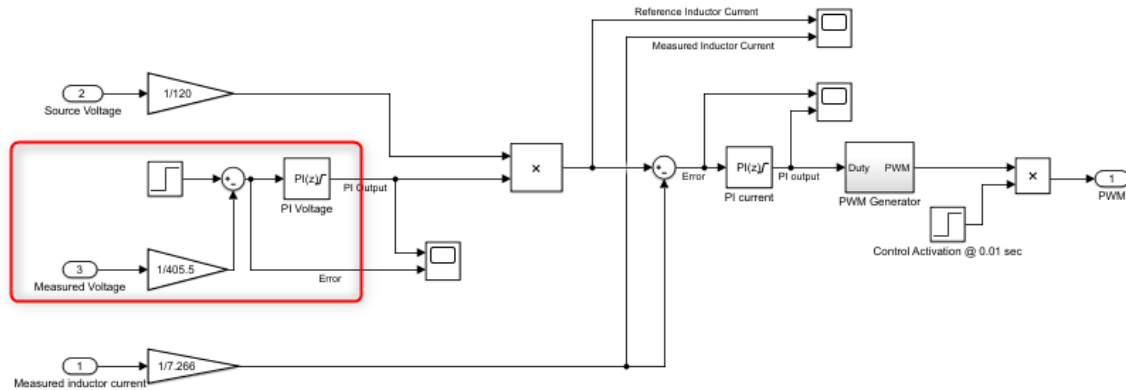 Reference Inductor Current
Measured Inductor Current
2
Source Voltage
1/120
PI(z)
PI Output
PI Voltage
×
Error
PI(z)
PI output
PI current
Duty PWM
PWM Generator
×
1
PWM
Control Activation @ 0.01 sec
3
Measured Voltage
1/405.5
Error
1
Measured inductor current
1/7.266